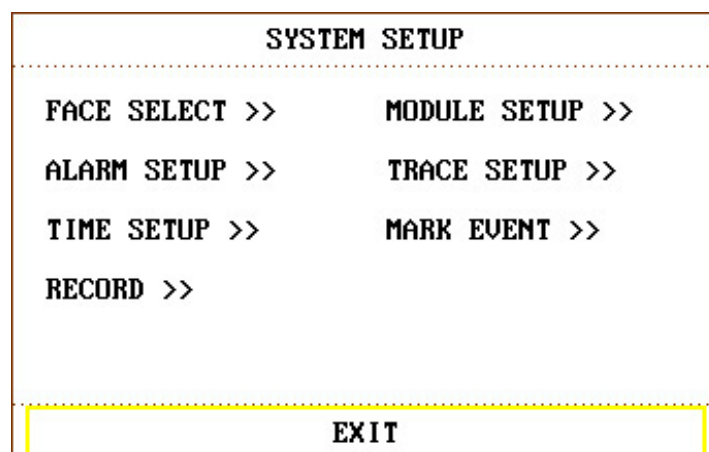 SYSTEM SETUP
FACE SELECT >> MODULE SETUP >>
ALARM SETUP >> TRACE SETUP >>
TIME SETUP >> MARK EVENT >>
RECORD >>
EXIT